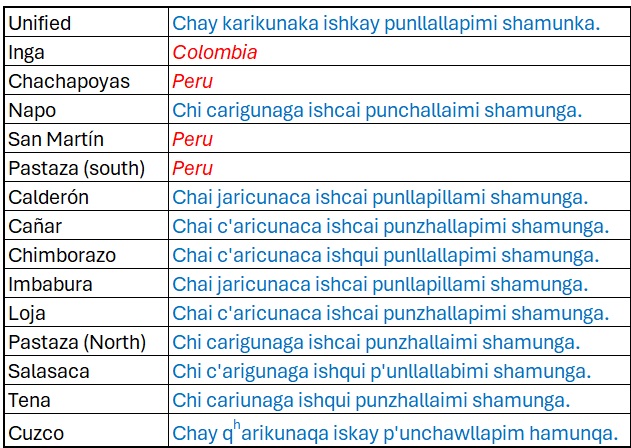 Unified Chay karikunaka ishkay punllallapimi shamunka.
Inga Colombia
Chachapoyas Peru
Napo Chi carigunaga ishcai punchallaimi shamunga.
San Martín Peru
Pastaza (south) Peru
Calderón Chai jaricunaca ishcai punllapillami shamunga.
Cañar Chai c'aricunaca ishcai punzhallapimi shamunga.
Chimborazo Chai c'aricunaca ishqui punllallapimi shamunga.
Imbabura Chai jaricunaca ishcai punllapillami shamunga.
Loja Chai c'aricunaca ishcai punzhallapimi shamunga.
Pastaza (North) Chi carigunaga ishcai punzhallaimi shamunga.
Salasaca Chi c'arigunaga ishqui p'unllallabimi shamunga.
Tena Chi cariunaga ishqui punzhallaimi shamunga.
Cuzco Chay qʰarikunaqa iskay p'unchawllapim hamunqa.